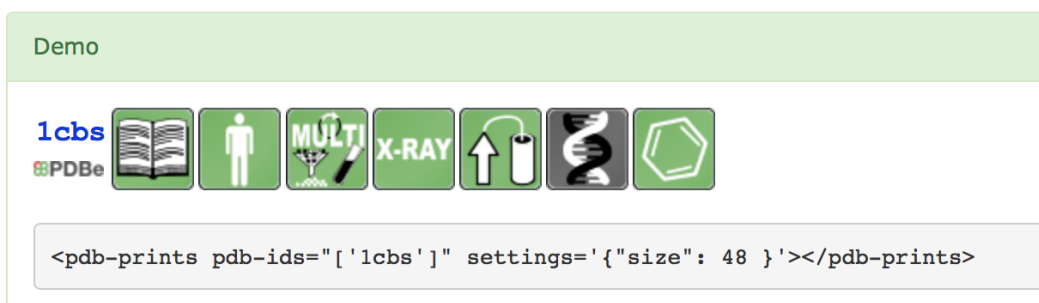 Demo
1cbs
PDBe
MULTI
X-RAY
<pdb-prints pdb-ids="['1cbs']" settings='{"size": 48 }'></pdb-prints>